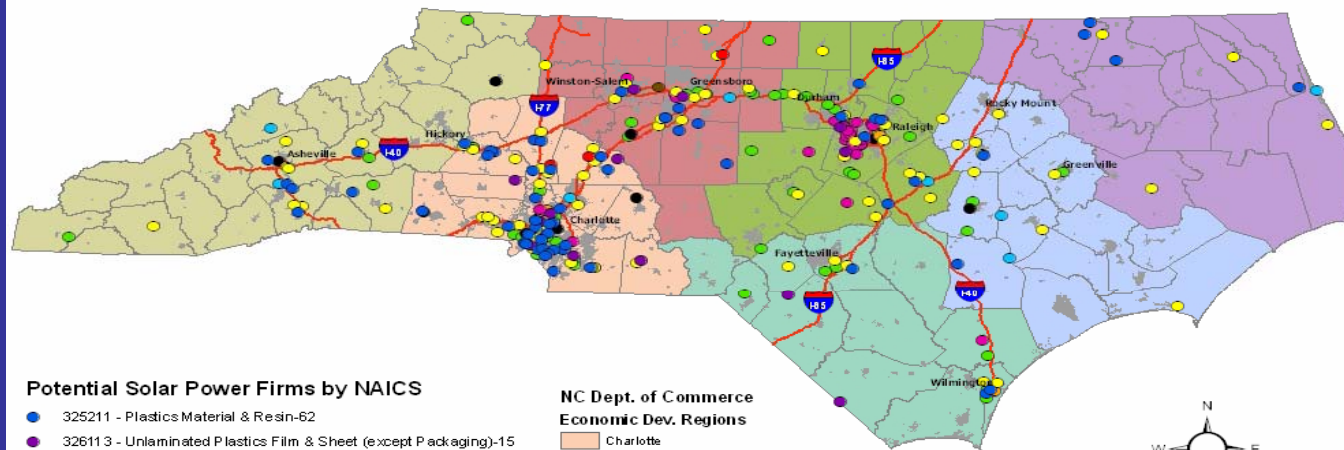 I-85
Winston-Salem
Greensboro
I-77
Durham
Rocky Mount
Raleigh
Hickory
I-40
Asheville
Greenville
Charlotte
Fayetteville
I-40
I-85
Wilmington
Potential Solar Power Firms by NAICS
325211 - Plastics Material & Resin-62
326113 - Unlaminated Plastics Film & Sheet (except Packaging)-15
NC Dept. of Commerce
Economic Dev. Regions
Charlotte
N
W E